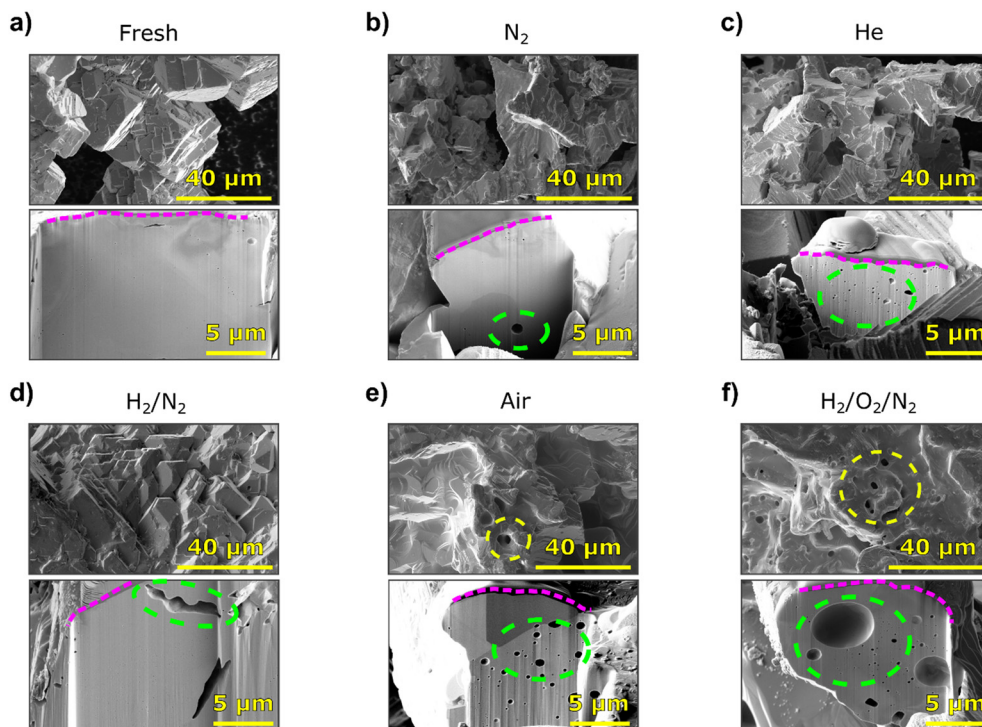 a)
Fresh
40 µm
5 µm
b)
N₂
40 µm
5 µm
c)
He
40 µm
5 µm
d)
H₂/N₂
40 µm
5 µm
e)
Air
40 µm
5 µm
f)
H₂/O₂/N₂
40 µm
5 µm